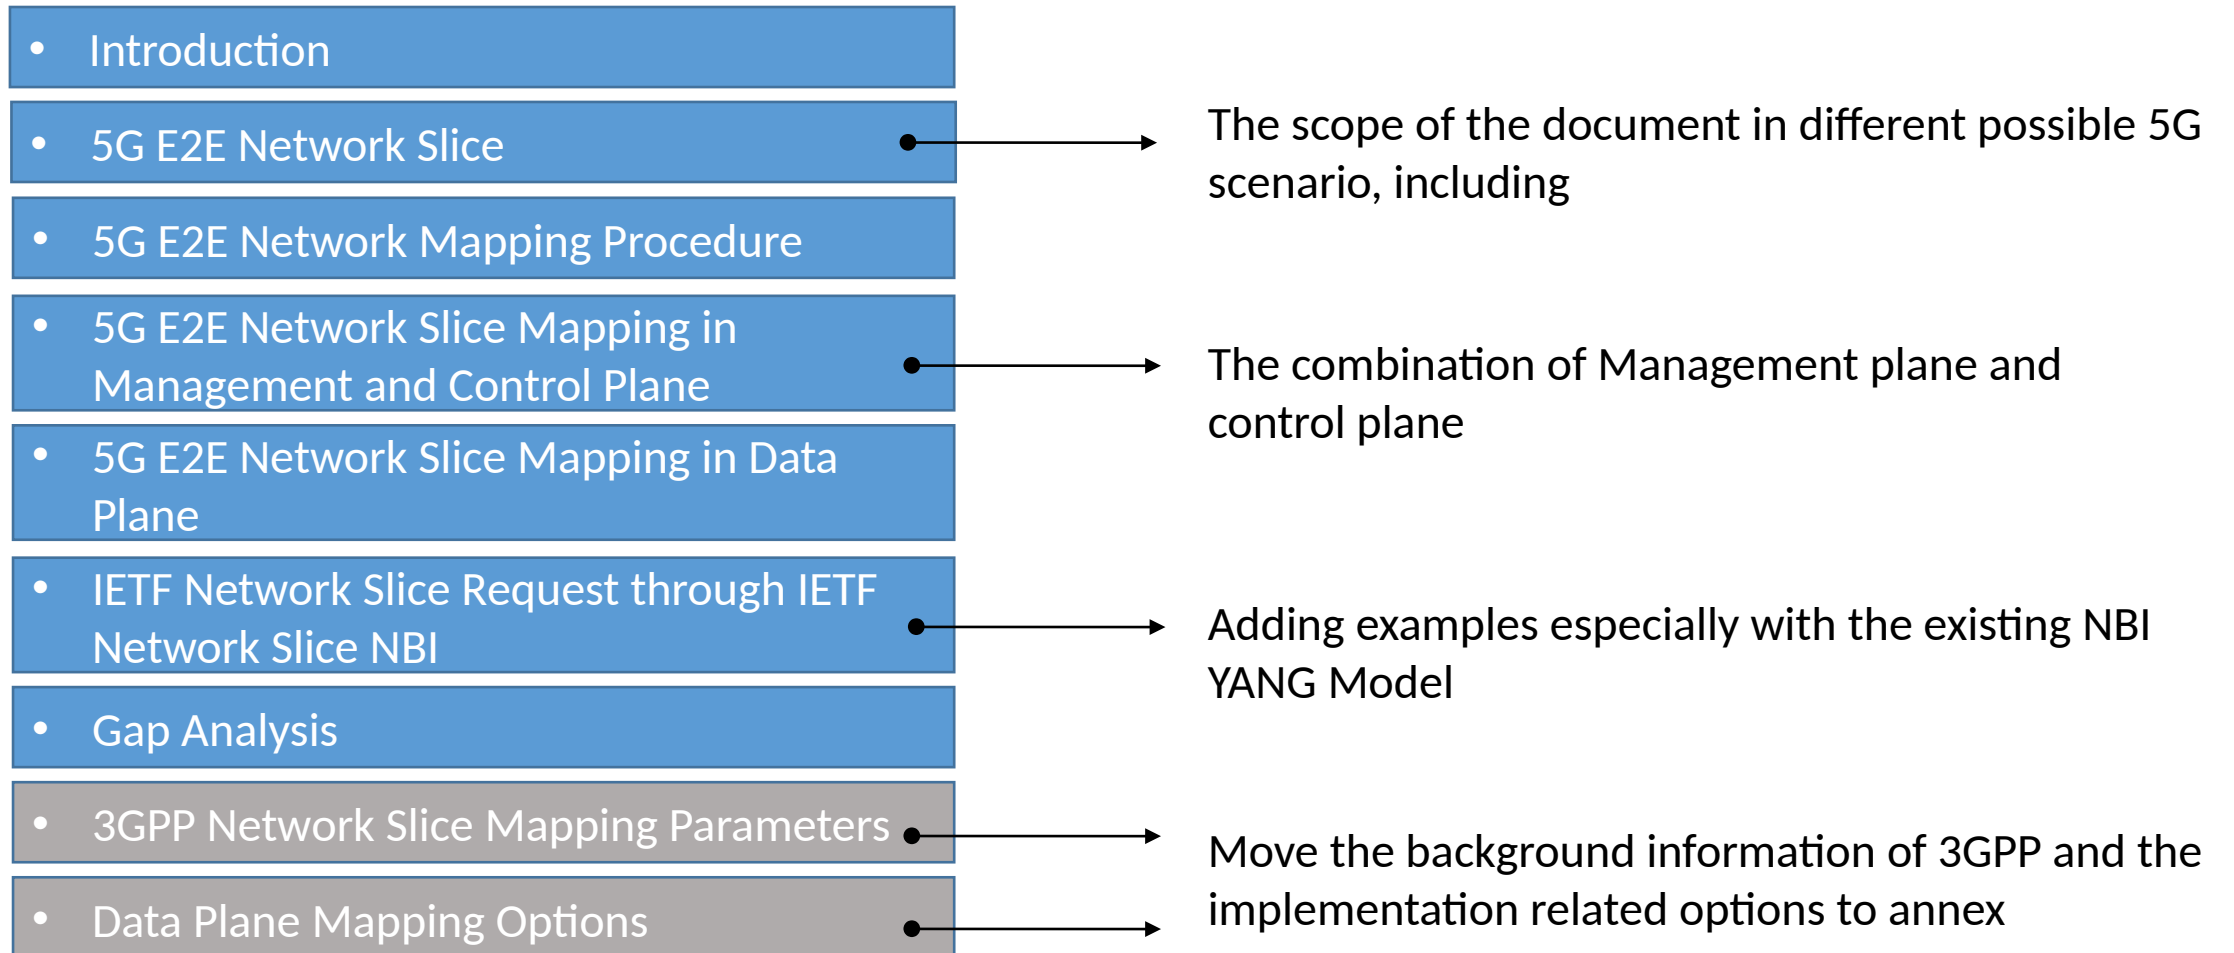 • Introduction
• 5G E2E Network Slice
The scope of the document in different possible 5G
scenario, including
• 5G E2E Network Mapping Procedure
• 5G E2E Network Slice Mapping in
Management and Control Plane
The combination of Management plane and
control plane
• 5G E2E Network Slice Mapping in Data
Plane
• IETF Network Slice Request through IETF
Network Slice NBI
Adding examples especially with the existing NBI
YANG Model
• Gap Analysis
• 3GPP Network Slice Mapping Parameters
• Data Plane Mapping Options
Move the background information of 3GPP and the
implementation related options to annex